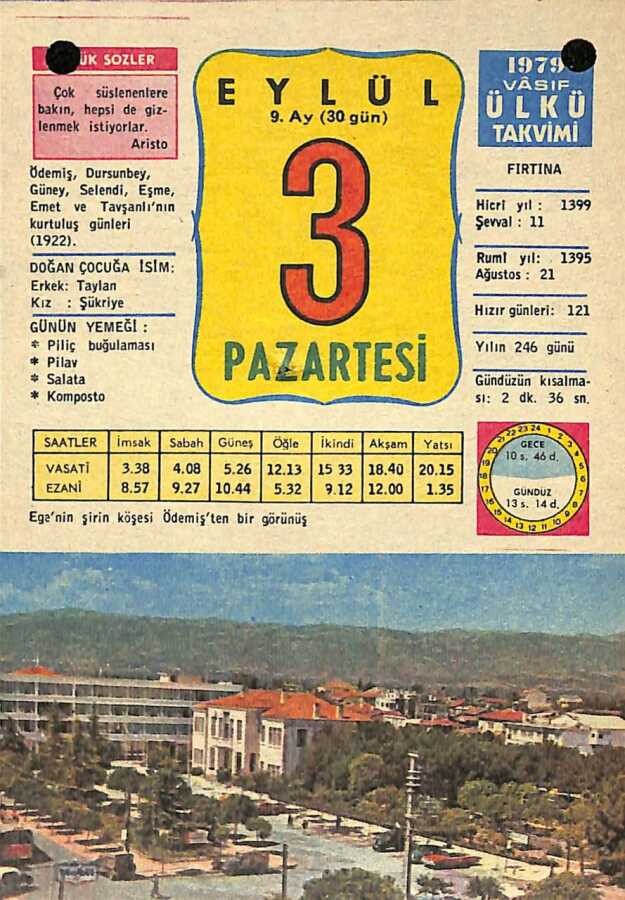 ÜK SÖZLER
Çok süslenenlere
bakın, hepsi de giz-
lenmek istiyorlar.
Aristo
Ödemiş, Dursunbey,
Güney, Selendi, Eşme,
Emet ve Tavşanlı'nın
kurtuluş günleri
(1922).
DOĞAN ÇOCUĞA İSİM:
Erkek: Taylan
Kız : Şükriye
GÜNÜN YEMEĞİ :
* Piliç buğulaması
* Pilav
* Salata
* Komposto
EYLÜL
9. Ay (30 gün)
3
PAZARTESİ
1979
VÂSIF
ÜLKÜ
TAKVİMİ
FIRTINA
Hicrî yıl : 1399
Şevval : 11
Rumî yıl: 1395
Ağustos : 21
Hızır günleri: 121
Yılın 246 günü
Gündüzün kısalma-
sı: 2 dk. 36 sn.
SAATLER İmsak Sabah Güneş Öğle İkindi Akşam Yatsı
VASATÎ 3.38 4.08 5.26 12.13 15 33 18.40 20.15
EZANÎ 8.57 9.27 10.44 5.32 9.12 12.00 1.35
GECE
10 s. 46 d.
GÜNDÜZ
13 s. 14 d.
Ege'nin şirin köşesi Ödemiş'ten bir görünüş